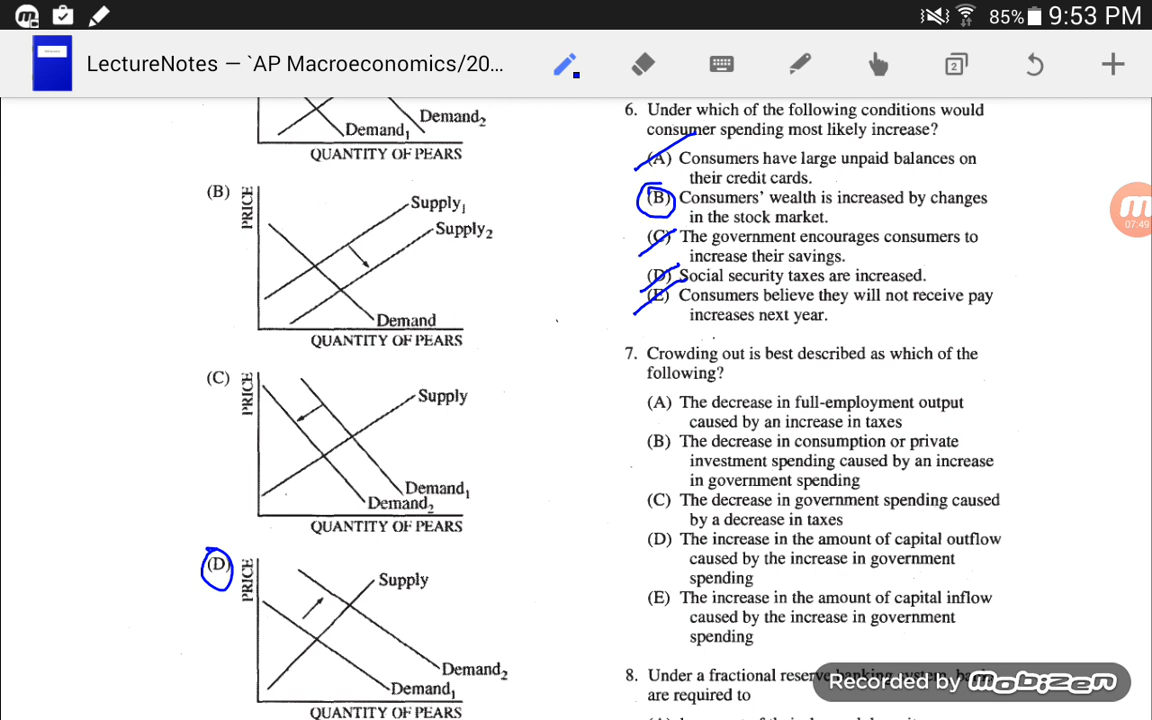 85% 9:53 PM
LectureNotes — `AP Macroeconomics/20...
2
Demand₂
Demand₁
QUANTITY OF PEARS
(B)
PRICE
Supply₁
Supply₂
Demand
QUANTITY OF PEARS
(C)
PRICE
Supply
Demand₁
Demand₂
QUANTITY OF PEARS
(D)
PRICE
Supply
Demand₂
Demand₁
QUANTITY OF PEARS
6. Under which of the following conditions would
consumer spending most likely increase?
(A) Consumers have large unpaid balances on
their credit cards.
(B) Consumers' wealth is increased by changes
in the stock market.
(C) The government encourages consumers to
increase their savings.
(D) Social security taxes are increased.
(E) Consumers believe they will not receive pay
increases next year.
7. Crowding out is best described as which of the
following?
(A) The decrease in full-employment output
caused by an increase in taxes
(B) The decrease in consumption or private
investment spending caused by an increase
in government spending
(C) The decrease in government spending caused
by a decrease in taxes
(D) The increase in the amount of capital outflow
caused by the increase in government
spending
(E) The increase in the amount of capital inflow
caused by the increase in government
spending
8. Under a fractional reserve banking system,
are required to
07:49
Recorded by mobizen